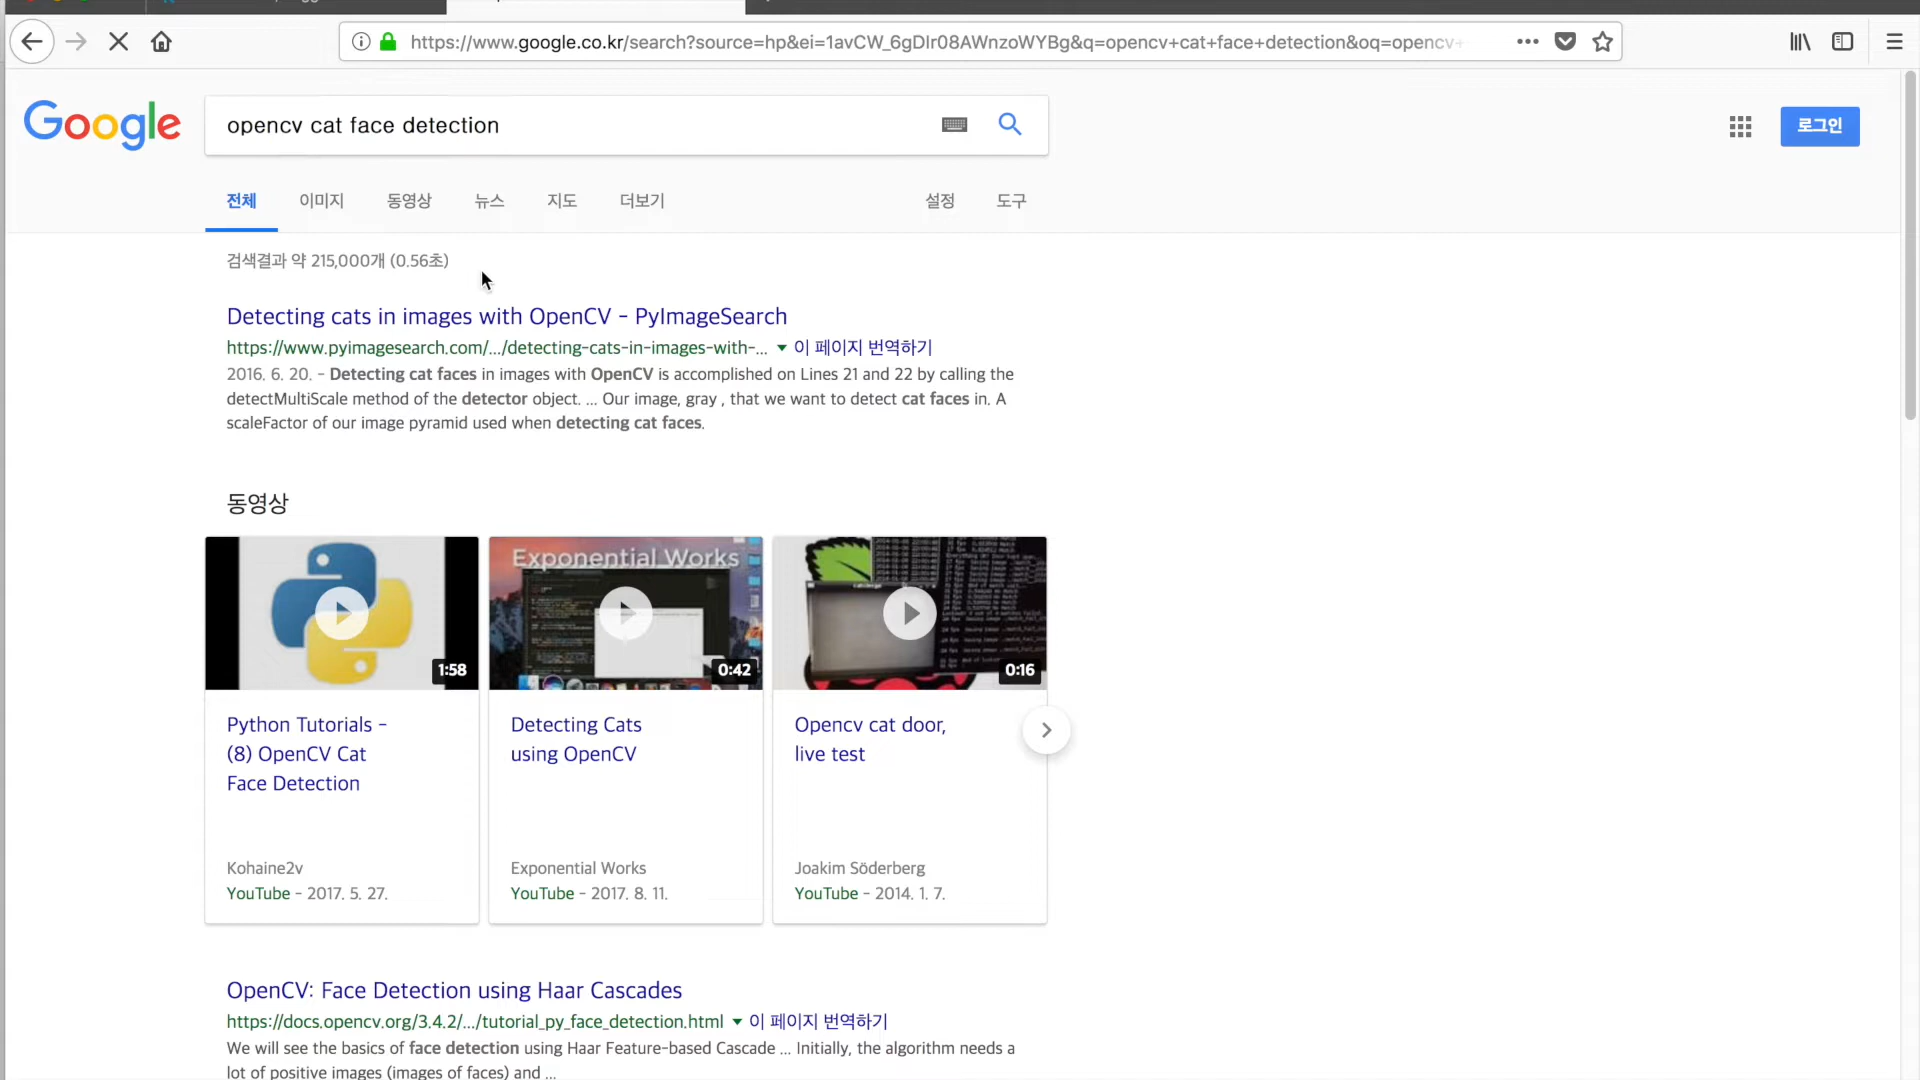 https://www.google.co.kr/search?source=hp&ei=1avCW_6gDIr08AWnzoWYBg&q=opencv+cat+face+detection&oq=opencv+
Google
opencv cat face detection
로그인
전체 이미지 동영상 뉴스 지도 더보기 설정 도구
검색결과 약 215,000개 (0.56초)
Detecting cats in images with OpenCV - PyImageSearch
https://www.pyimagesearch.com/.../detecting-cats-in-images-with-... ▼ 이 페이지 번역하기
2016. 6. 20. - Detecting cat faces in images with OpenCV is accomplished on Lines 21 and 22 by calling the
detectMultiScale method of the detector object. ... Our image, gray , that we want to detect cat faces in. A
scaleFactor of our image pyramid used when detecting cat faces.
동영상
Exponential Works
1:58
0:42
0:16
Python Tutorials -
(8) OpenCV Cat
Face Detection
Kohaine2v
YouTube - 2017. 5. 27.
Detecting Cats
using OpenCV
Exponential Works
YouTube - 2017. 8. 11.
Opencv cat door,
live test
Joakim Söderberg
YouTube - 2014. 1. 7.
OpenCV: Face Detection using Haar Cascades
https://docs.opencv.org/3.4.2/.../tutorial_py_face_detection.html ▼ 이 페이지 번역하기
We will see the basics of face detection using Haar Feature-based Cascade ... Initially, the algorithm needs a
lot of positive images (images of faces) and ...